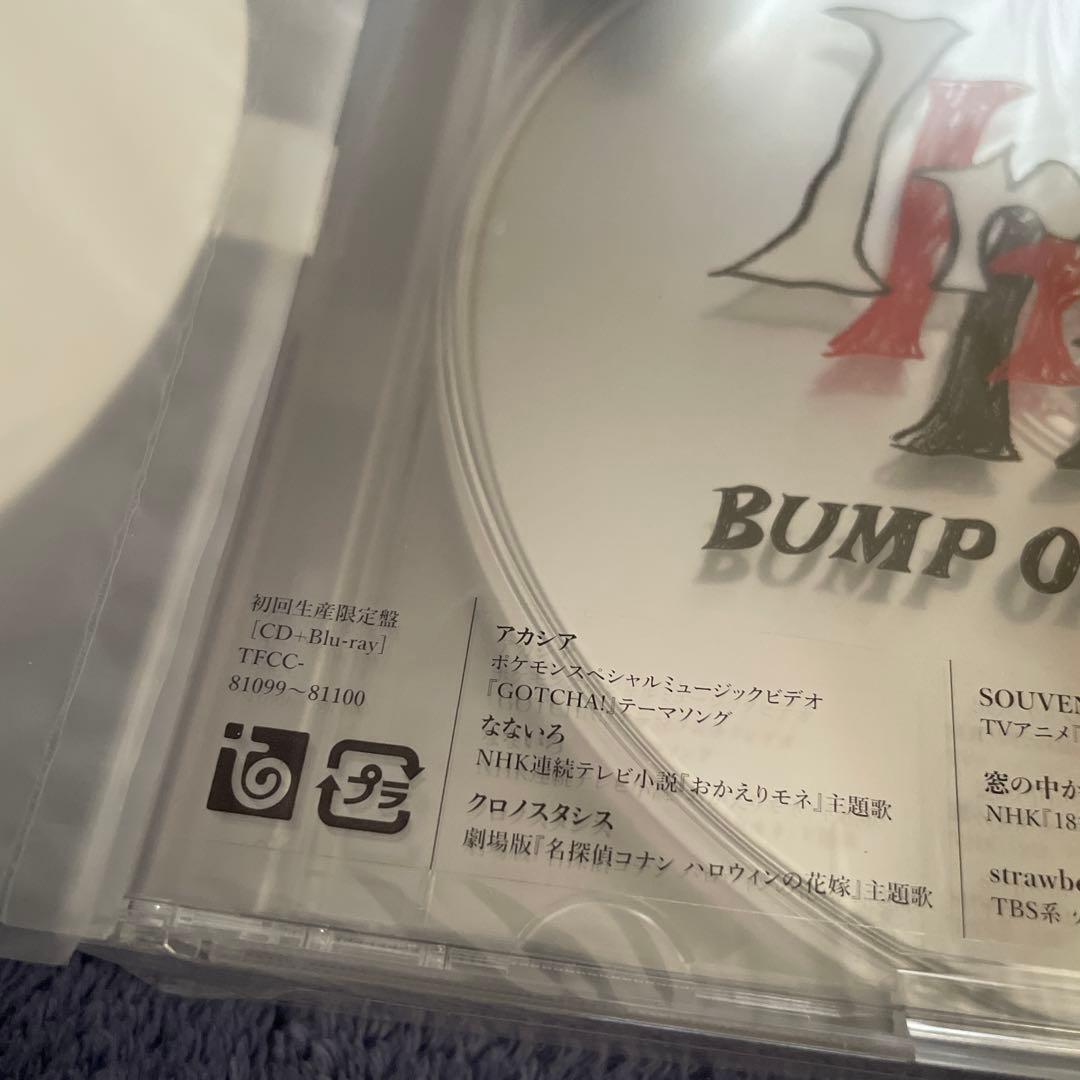 BUMP O
初回生産限定盤
[CD+Blu-ray]
TFCC-
81099～81100
プラ
アカシア
ポケモンスペシャルミュージックビデオ
『GOTCHA!』テーマソング
なないろ
NHK連続テレビ小説『おかえりモネ』主題歌
クロノスタシス
劇場版『名探偵コナン ハロウィンの花嫁』主題歌
SOUVEN
TVアニメ『
窓の中か
NHK『18
strawbe
TBS系